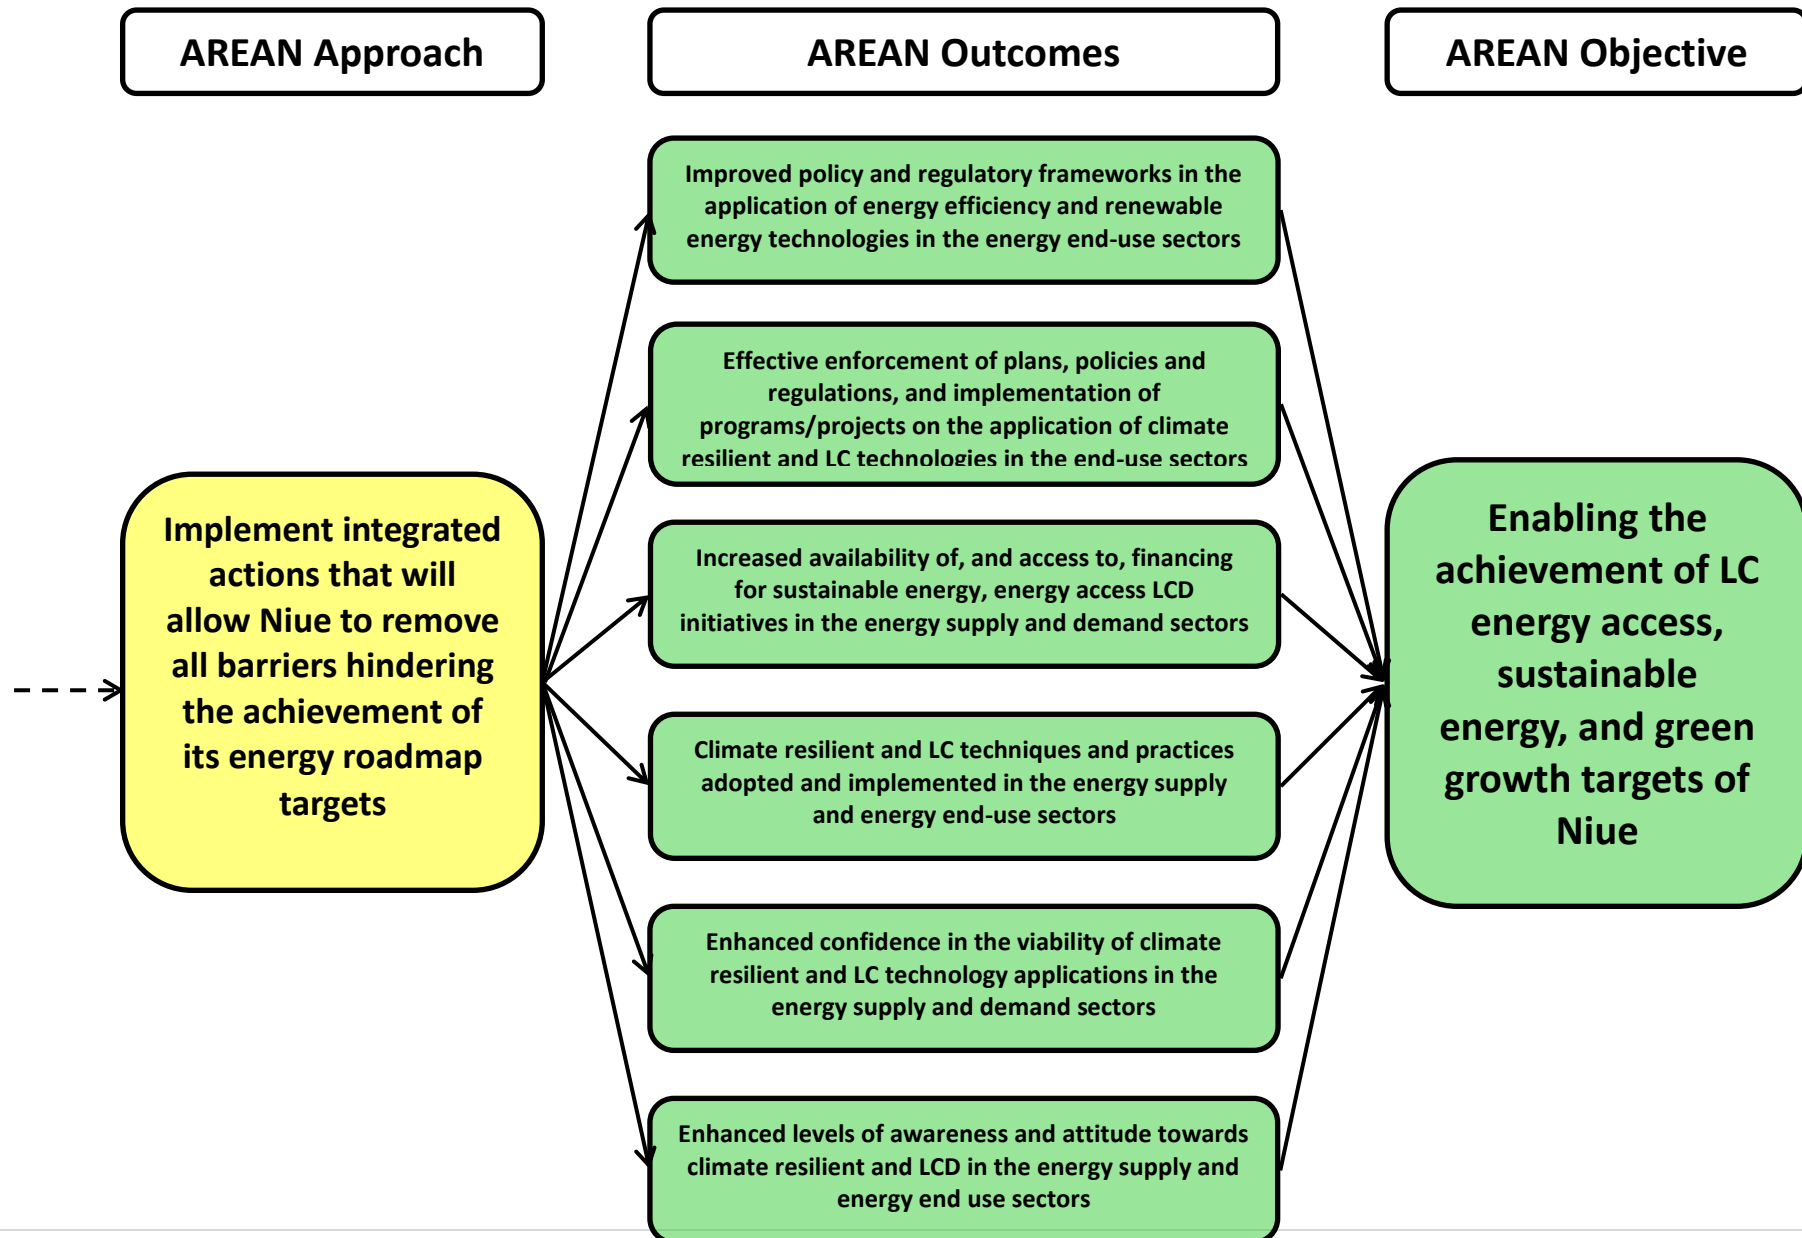 AREAN Approach
AREAN Outcomes
AREAN Objective
Implement integrated
actions that will
allow Niue to remove
all barriers hindering
the achievement of
its energy roadmap
targets
Improved policy and regulatory frameworks in the
application of energy efficiency and renewable
energy technologies in the energy end-use sectors
Effective enforcement of plans, policies and
regulations, and implementation of
programs/projects on the application of climate
resilient and LC technologies in the end-use sectors
Increased availability of, and access to, financing
for sustainable energy, energy access LCD
initiatives in the energy supply and demand sectors
Climate resilient and LC techniques and practices
adopted and implemented in the energy supply
and energy end-use sectors
Enhanced confidence in the viability of climate
resilient and LC technology applications in the
energy supply and demand sectors
Enhanced levels of awareness and attitude towards
climate resilient and LCD in the energy supply and
energy end use sectors
Enabling the
achievement of LC
energy access,
sustainable
energy, and green
growth targets of
Niue